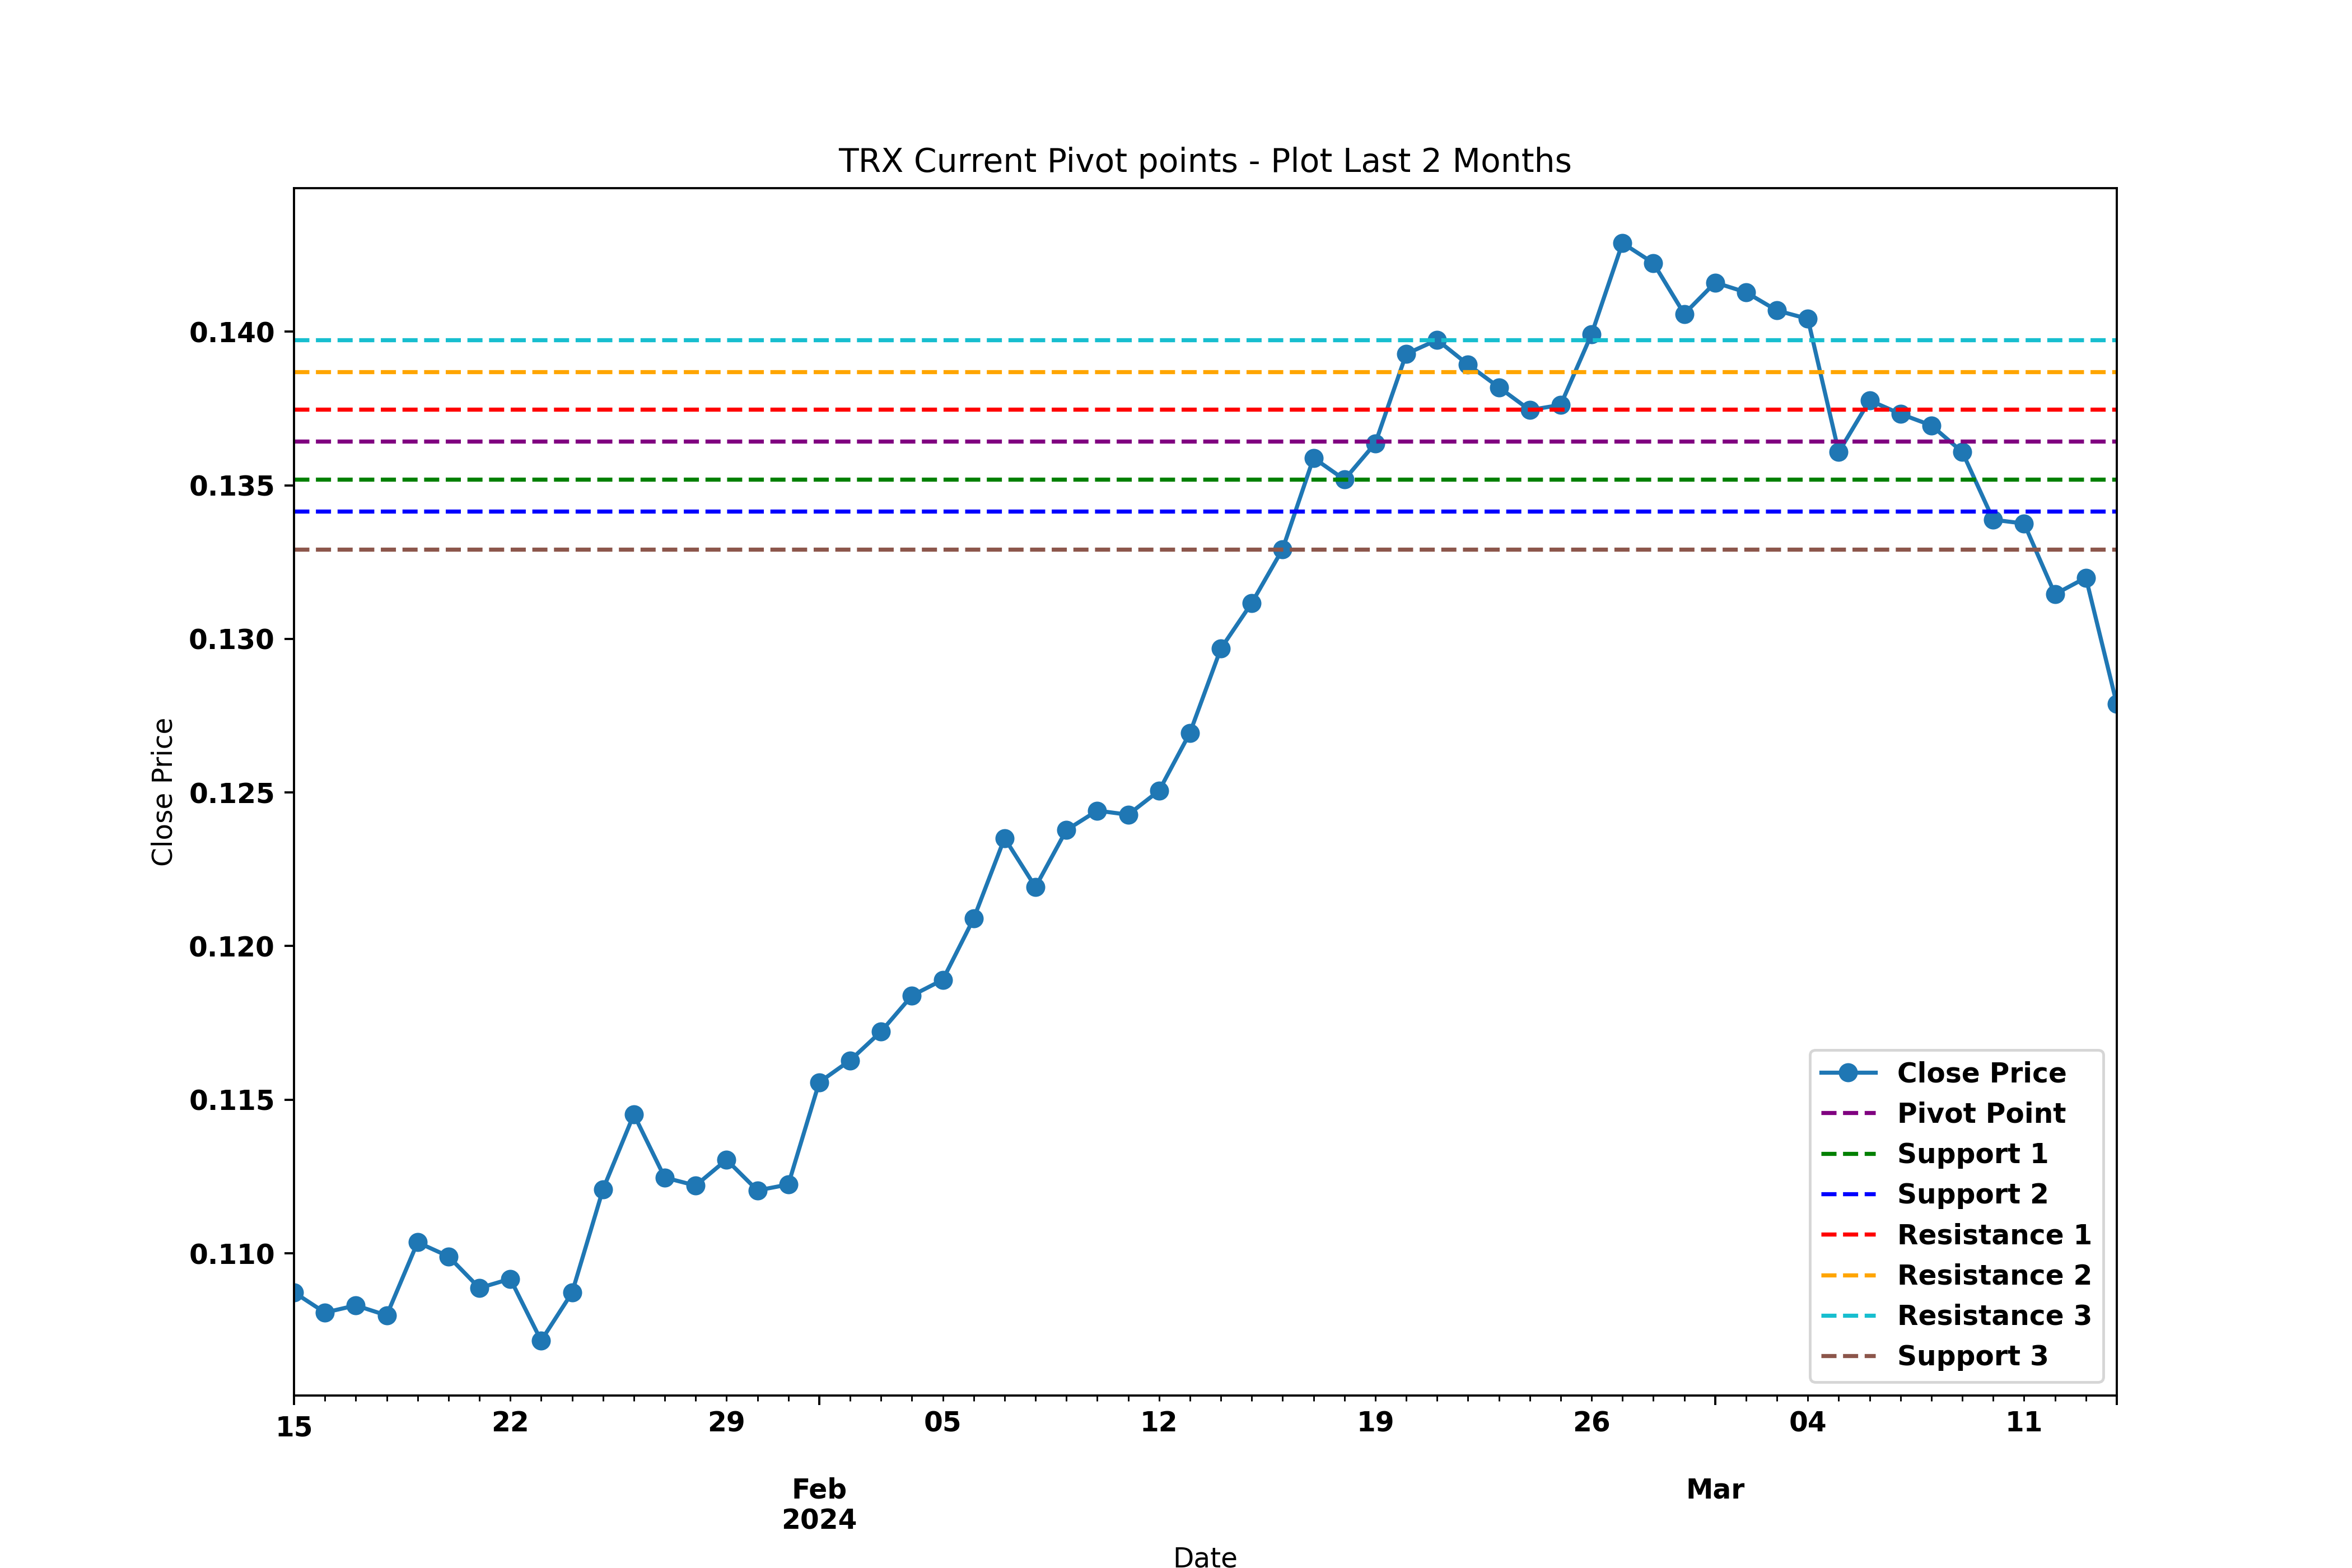 TRX Current Pivot points - Plot Last 2 Months
Close Price
0.140
0.135
0.130
0.125
0.120
0.115
0.110
Close Price
Pivot Point
Support 1
Support 2
Resistance 1
Resistance 2
Resistance 3
Support 3
15 22 29 05 12 19 26 04 11
Feb Mar
2024
Date